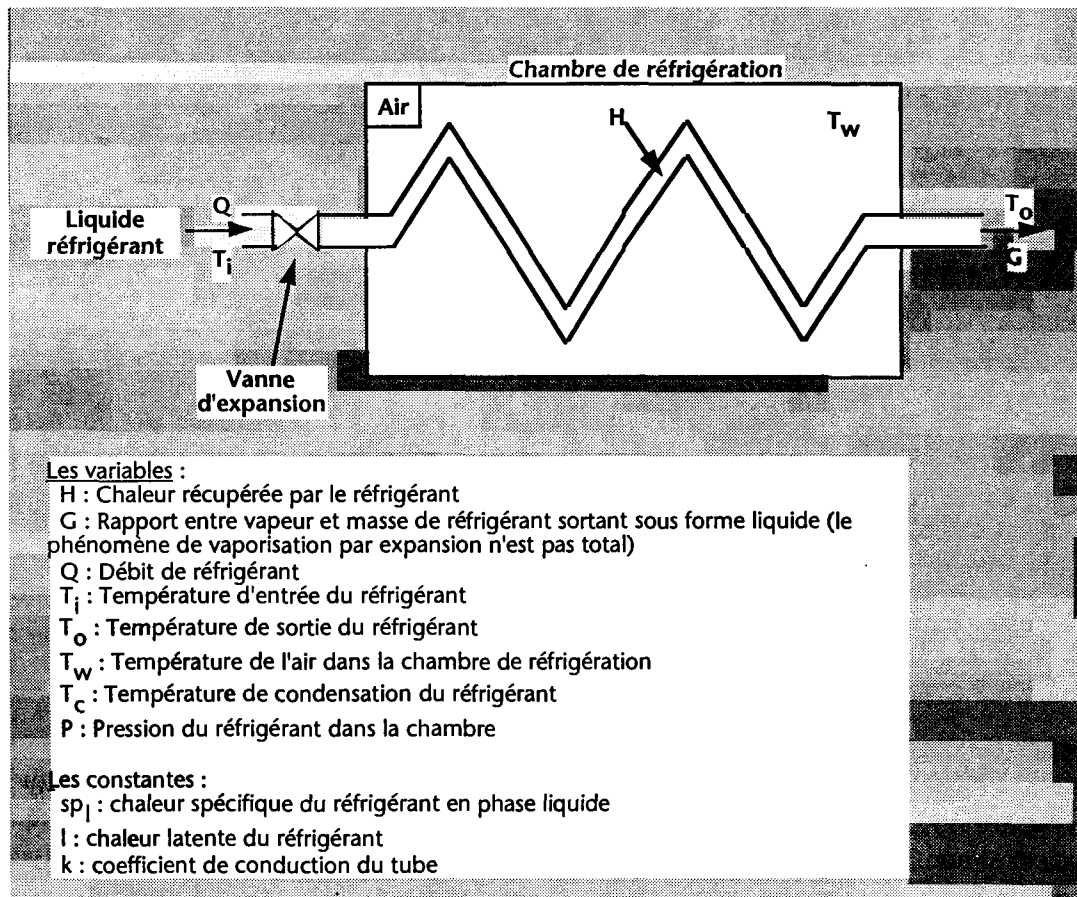 Chambre de réfrigération
Air
H
Tw
Q
Liquide
réfrigérant
Ti
To
G
Vanne
d'expansion
Les variables :
H : Chaleur récupérée par le réfrigérant
G : Rapport entre vapeur et masse de réfrigérant sortant sous forme liquide (le
phénomène de vaporisation par expansion n'est pas total)
Q : Débit de réfrigérant
Ti : Température d'entrée du réfrigérant
To : Température de sortie du réfrigérant
Tw : Température de l'air dans la chambre de réfrigération
Tc : Température de condensation du réfrigérant
P : Pression du réfrigérant dans la chambre
Les constantes :
spl : chaleur spécifique du réfrigérant en phase liquide
l : chaleur latente du réfrigérant
k : coefficient de conduction du tube